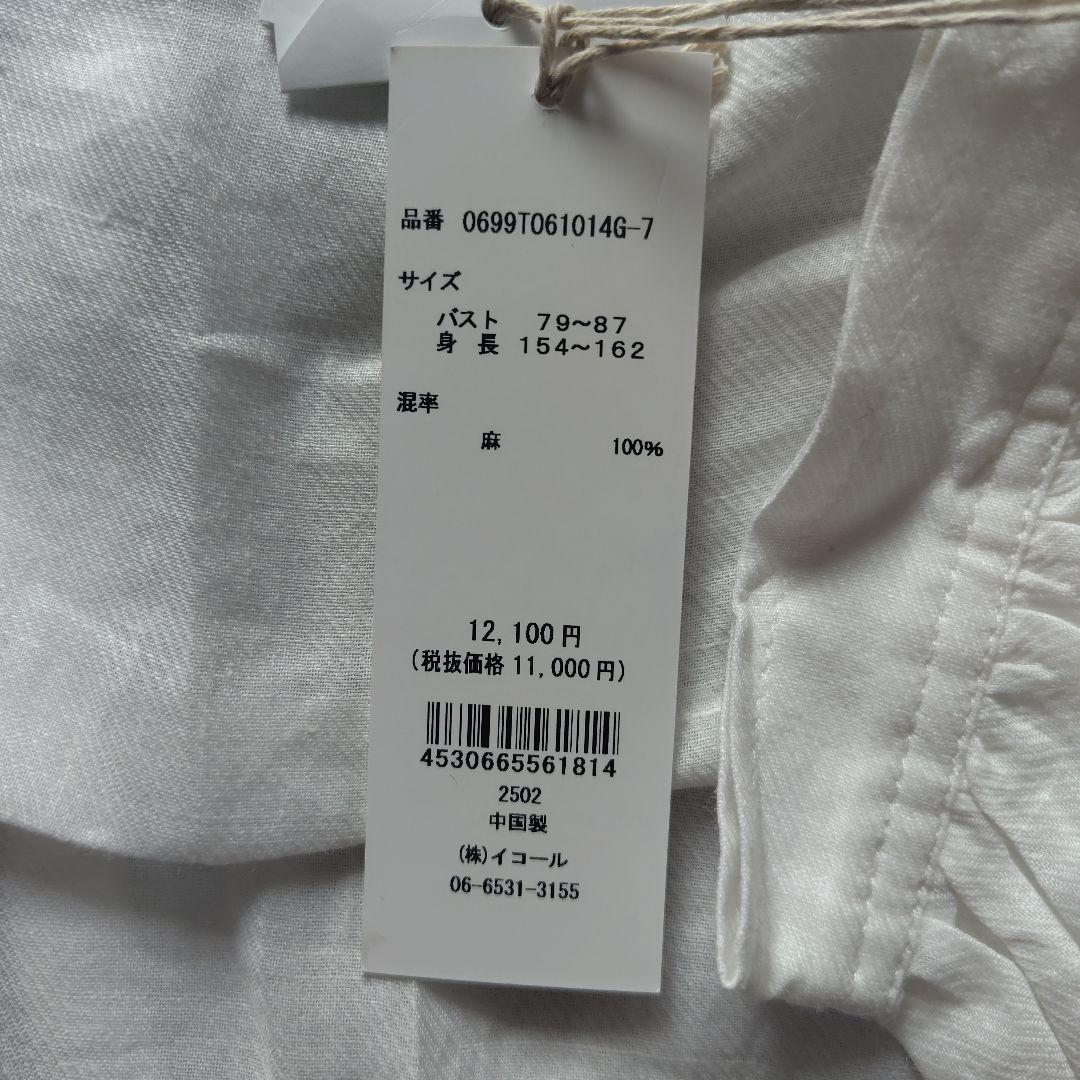 品番 0699T061014G-7
サイズ
バスト 79～87
身長 154～162
混率
麻 100%
12,100円
(税抜価格11,000円)
4530665561814
2502
中国製
(株)イコール
06-6531-3155